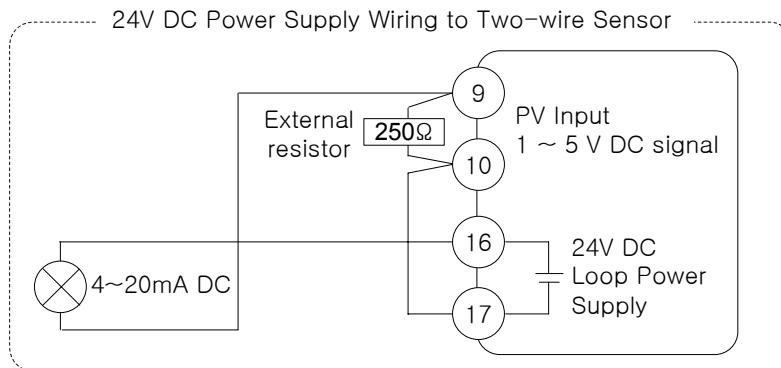 24V DC Power Supply Wiring to Two-wire Sensor
9
External
resistor
250Ω
PV Input
1 ~ 5 V DC signal
10
16
4~20mA DC
24V DC
Loop Power
Supply
17